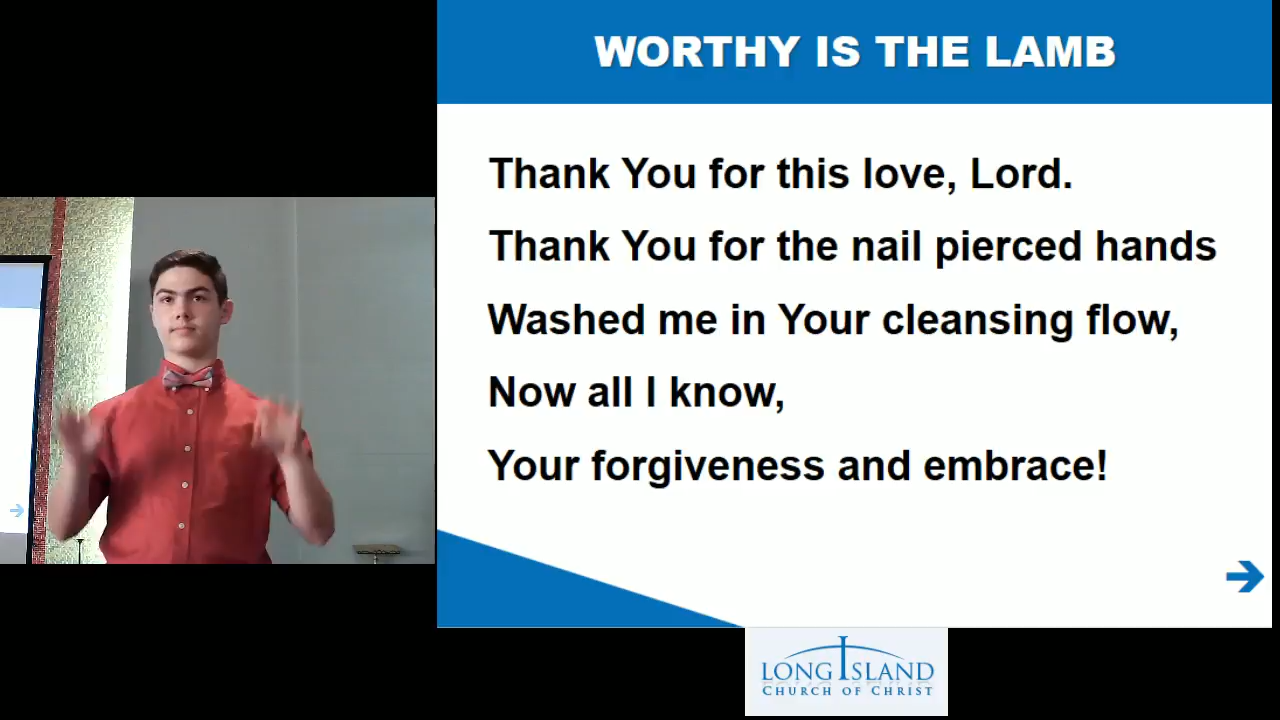 WORTHY IS THE LAMB
Thank You for this love, Lord.
Thank You for the nail pierced hands
Washed me in Your cleansing flow,
Now all I know,
Your forgiveness and embrace!
LONG ISLAND
CHURCH OF CHRIST